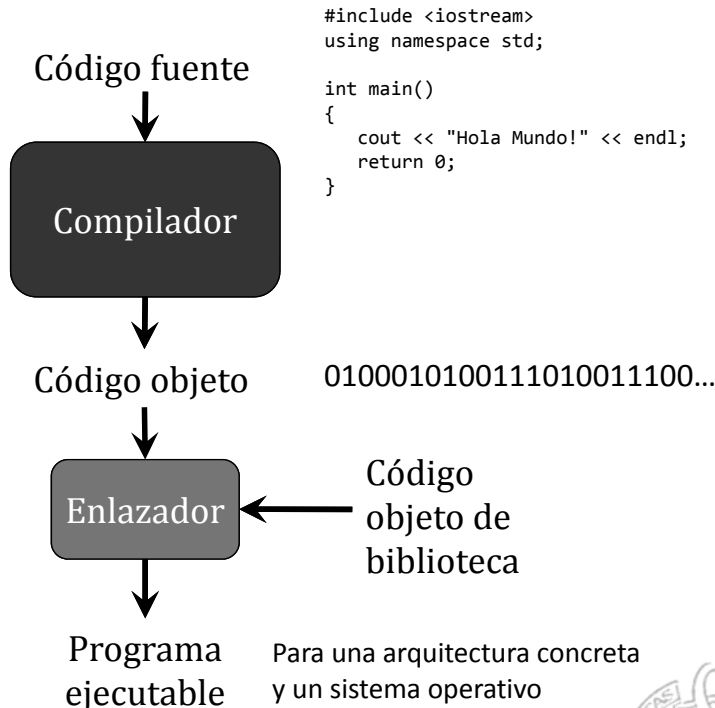 #include <iostream>
using namespace std;
int main()
{
cout << "Hola Mundo!" << endl;
return 0;
}
Código fuente
Compilador
Código objeto
0100010100111010011100…
Enlazador
Código
objeto de
biblioteca
Programa
ejecutable
Para una arquitectura concreta
y un sistema operativo